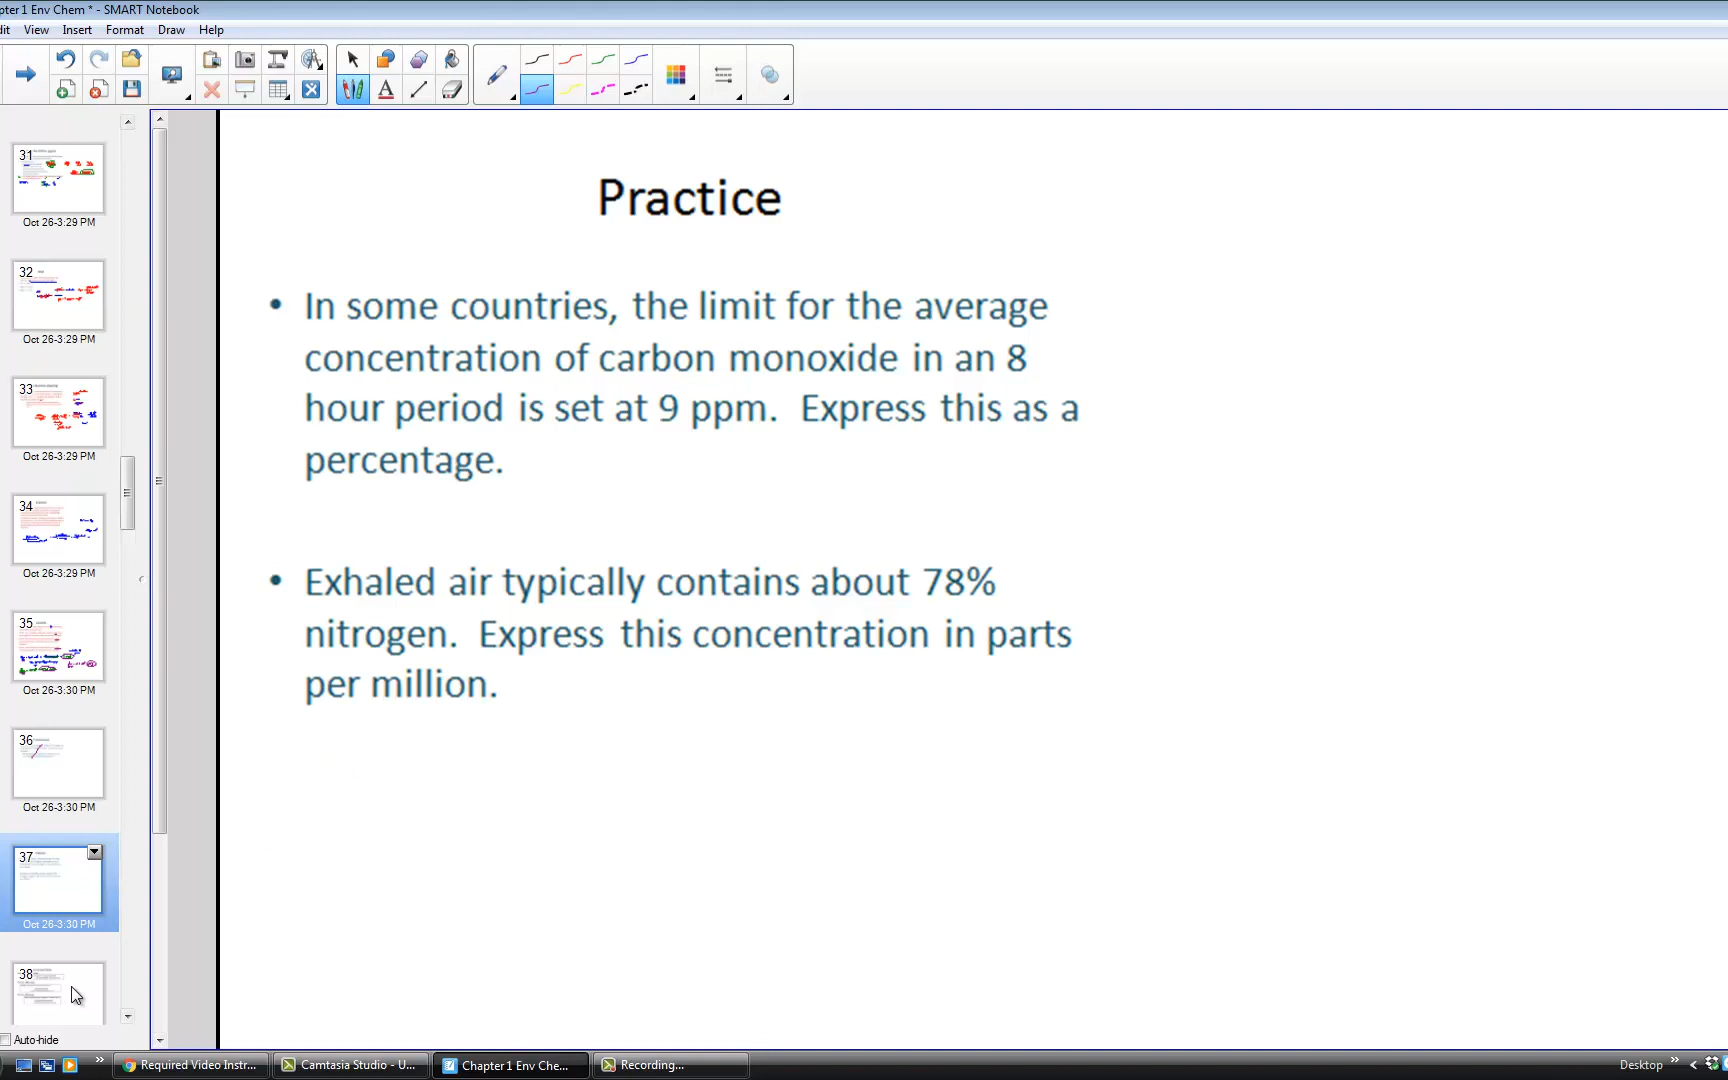 pter 1 Env Chem * - SMART Notebook
dit View Insert Format Draw Help
31
Oct 26-3:29 PM
32
Oct 26-3:29 PM
33
Oct 26-3:29 PM
34
Oct 26-3:29 PM
35
Oct 26-3:30 PM
36
Oct 26-3:30 PM
37
Oct 26-3:30 PM
38
Auto-hide
Practice
• In some countries, the limit for the average
concentration of carbon monoxide in an 8
hour period is set at 9 ppm. Express this as a
percentage.
• Exhaled air typically contains about 78%
nitrogen. Express this concentration in parts
per million.
Required Video Instr...
Camtasia Studio - U...
Chapter 1 Env Che...
Recording...
Desktop